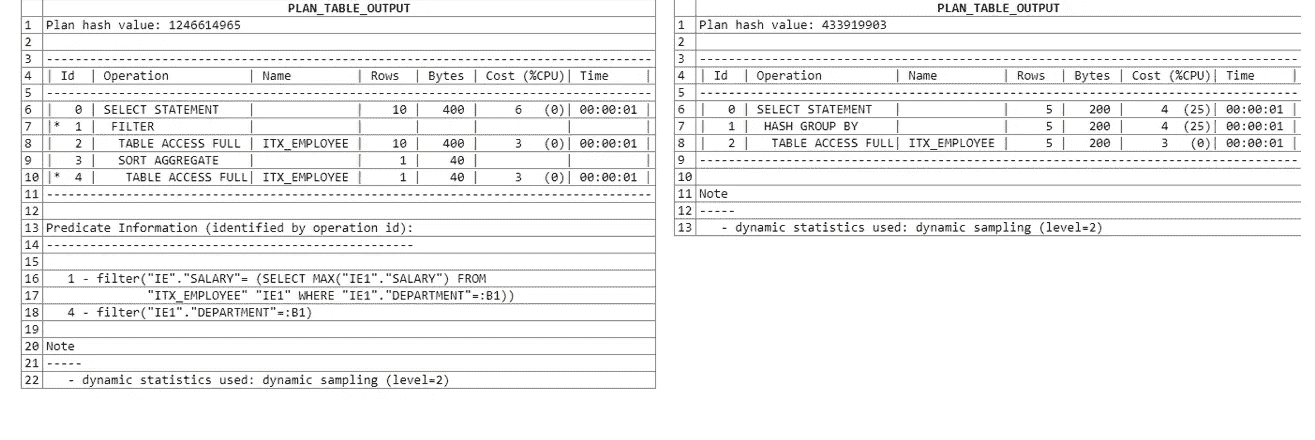 PLAN_TABLE_OUTPUT
1 Plan hash value: 1246614965
2
3 ------------------------------------------------------------------------------------
4 | Id | Operation | Name | Rows | Bytes | Cost (%CPU)| Time |
5 ------------------------------------------------------------------------------------
6 | 0 | SELECT STATEMENT | | 10 | 400 | 6 (0)| 00:00:01 |
7 |* 1 | FILTER | | | | | |
8 | 2 | TABLE ACCESS FULL | ITX_EMPLOYEE | 10 | 400 | 3 (0)| 00:00:01 |
9 | 3 | SORT AGGREGATE | | 1 | 40 | | |
10 |* 4 | TABLE ACCESS FULL| ITX_EMPLOYEE | 1 | 40 | 3 (0)| 00:00:01 |
11 ------------------------------------------------------------------------------------
12
13 Predicate Information (identified by operation id):
14 ---------------------------------------------------
15
16 1 - filter("IE"."SALARY"= (SELECT MAX("IE1"."SALARY") FROM
17 "ITX_EMPLOYEE" "IE1" WHERE "IE1"."DEPARTMENT"=:B1))
18 4 - filter("IE1"."DEPARTMENT"=:B1)
19
20 Note
21 -----
22 - dynamic statistics used: dynamic sampling (level=2)
PLAN_TABLE_OUTPUT
1 Plan hash value: 433919903
2
3 -----------------------------------------------------------------------------------
4 | Id | Operation | Name | Rows | Bytes | Cost (%CPU)| Time |
5 -----------------------------------------------------------------------------------
6 | 0 | SELECT STATEMENT | | 5 | 200 | 4 (25)| 00:00:01 |
7 | 1 | HASH GROUP BY | | 5 | 200 | 4 (25)| 00:00:01 |
8 | 2 | TABLE ACCESS FULL| ITX_EMPLOYEE | 5 | 200 | 3 (0)| 00:00:01 |
9 -----------------------------------------------------------------------------------
10
11 Note
12 -----
13 - dynamic statistics used: dynamic sampling (level=2)